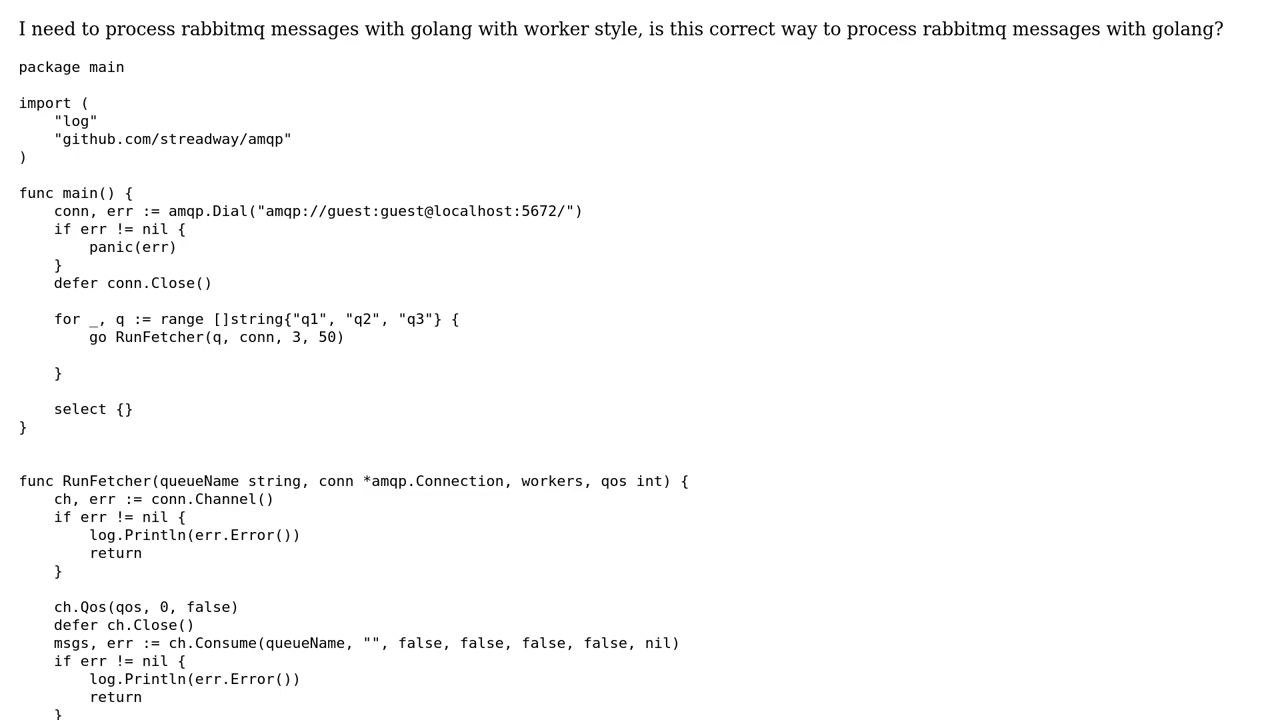 I need to process rabbitmq messages with golang with worker style, is this correct way to process rabbitmq messages with golang?
package main
import (
    "log"
    "github.com/streadway/amqp"
)
func main() {
    conn, err := amqp.Dial("amqp://guest:guest@localhost:5672/")
    if err != nil {
        panic(err)
    }
    defer conn.Close()
    for _, q := range []string{"q1", "q2", "q3"} {
        go RunFetcher(q, conn, 3, 50)
    }
    select {}
}
func RunFetcher(queueName string, conn *amqp.Connection, workers, qos int) {
    ch, err := conn.Channel()
    if err != nil {
        log.Println(err.Error())
        return
    }
    ch.Qos(qos, 0, false)
    defer ch.Close()
    msgs, err := ch.Consume(queueName, "", false, false, false, false, nil)
    if err != nil {
        log.Println(err.Error())
        return
    }